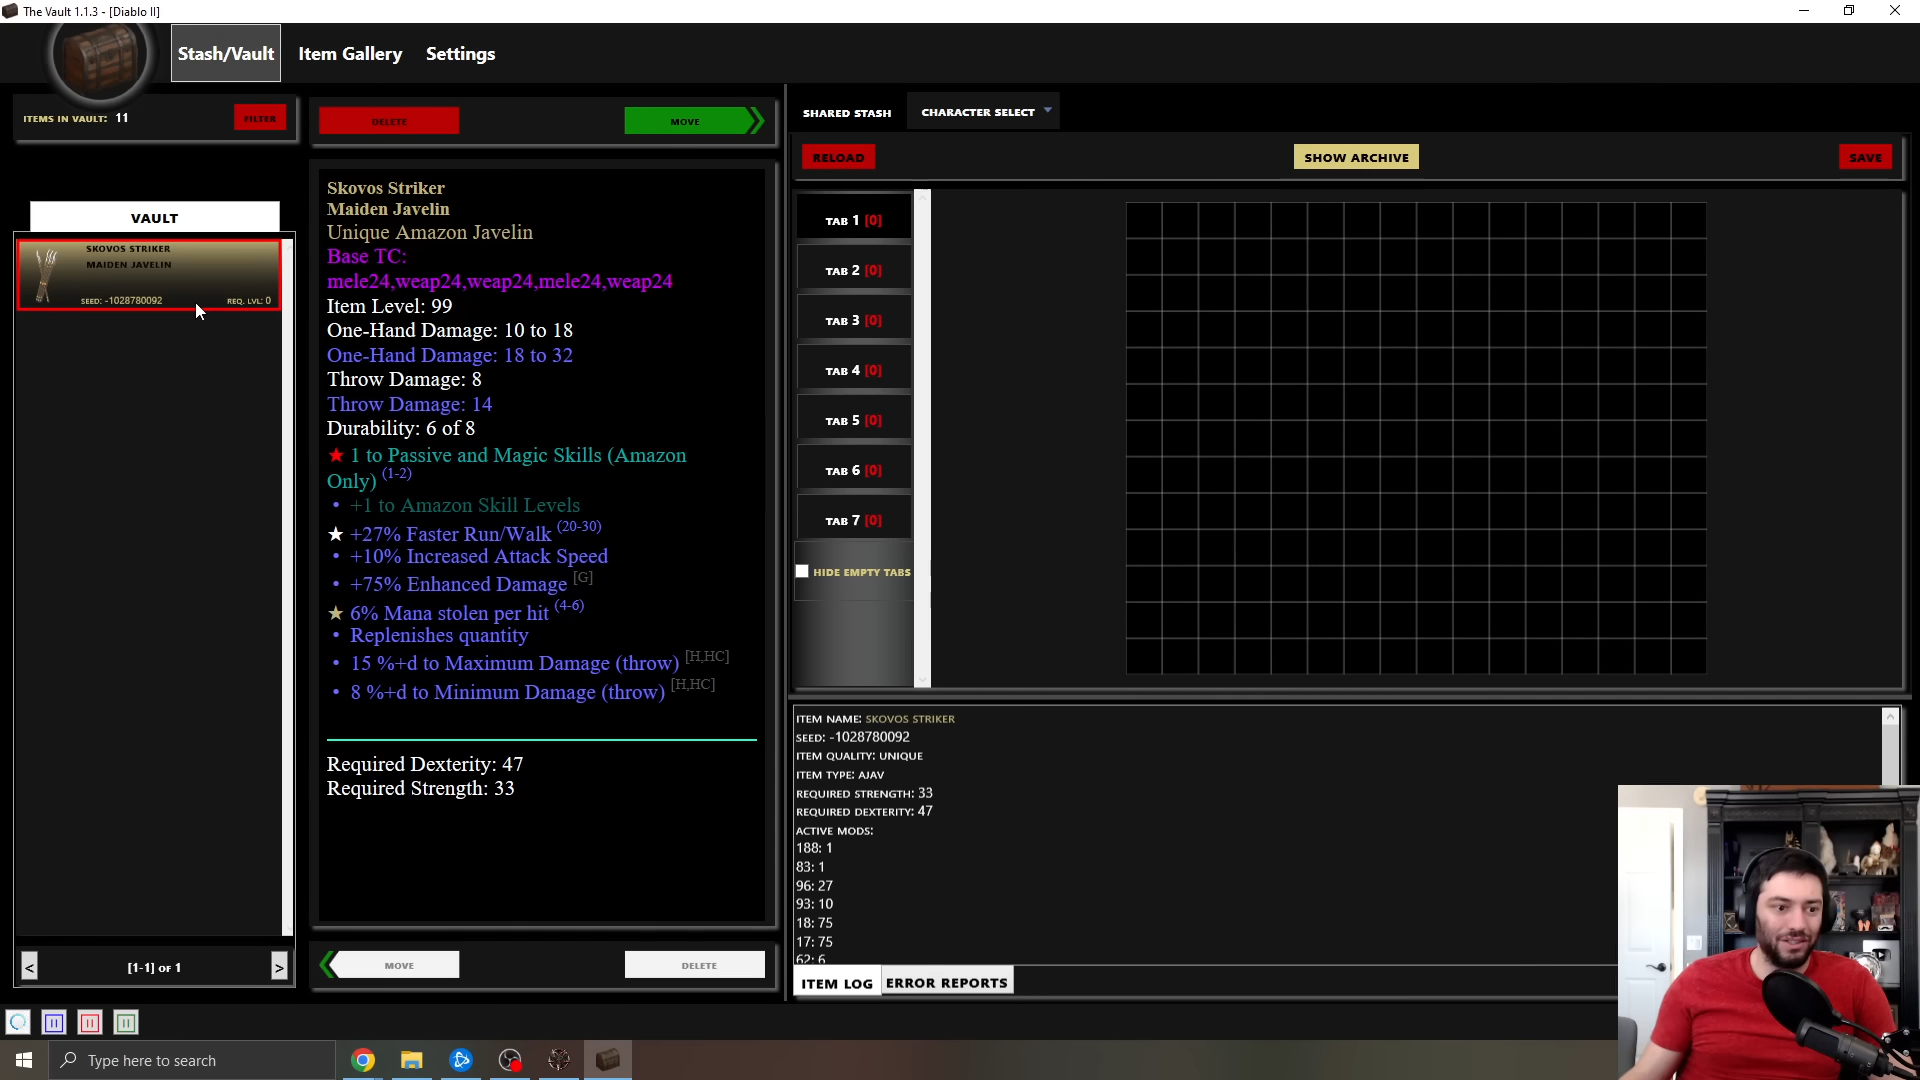 The Vault 1.1.3 - [Diablo II]
Stash/Vault
Item Gallery
Settings
ITEMS IN VAULT: 11
FILTER
DELETE
MOVE
SHARED STASH
CHARACTER SELECT
RELOAD
SHOW ARCHIVE
SAVE
VAULT
SKOVOS STRIKER
MAIDEN JAVELIN
SEED: -1028780092
REQ. LVL: 0
[1-1] OF 1
<
>
Skovos Striker
Maiden Javelin
Unique Amazon Javelin
Base TC:
mele24,weap24,weap24,mele24,weap24
Item Level: 99
One-Hand Damage: 10 to 18
One-Hand Damage: 18 to 32
Throw Damage: 8
Throw Damage: 14
Durability: 6 of 8
★ 1 to Passive and Magic Skills (Amazon
Only) (1-2)
• +1 to Amazon Skill Levels
★ +27% Faster Run/Walk (20-30)
• +10% Increased Attack Speed
• +75% Enhanced Damage [G]
★ 6% Mana stolen per hit (4-6)
• Replenishes quantity
• 15 %+d to Maximum Damage (throw) [H,HC]
• 8 %+d to Minimum Damage (throw) [H,HC]
Required Dexterity: 47
Required Strength: 33
MOVE
DELETE
TAB 1 [0]
TAB 2 [0]
TAB 3 [0]
TAB 4 [0]
TAB 5 [0]
TAB 6 [0]
TAB 7 [0]
HIDE EMPTY TABS
ITEM NAME: SKOVOS STRIKER
SEED: -1028780092
ITEM QUALITY: UNIQUE
ITEM TYPE: AJAV
REQUIRED STRENGTH: 33
REQUIRED DEXTERITY: 47
ACTIVE MODS:
188: 1
83: 1
96: 27
93: 10
18: 75
17: 75
62: 6
ITEM LOG
ERROR REPORTS
Type here to search